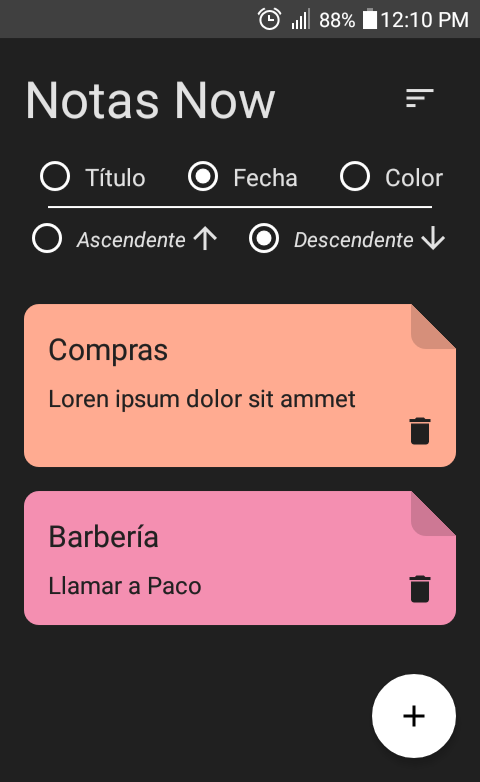 88% 12:10 PM
Notas Now
Título Fecha Color
Ascendente Descendente
Compras
Loren ipsum dolor sit ammet
Barbería
Llamar a Paco